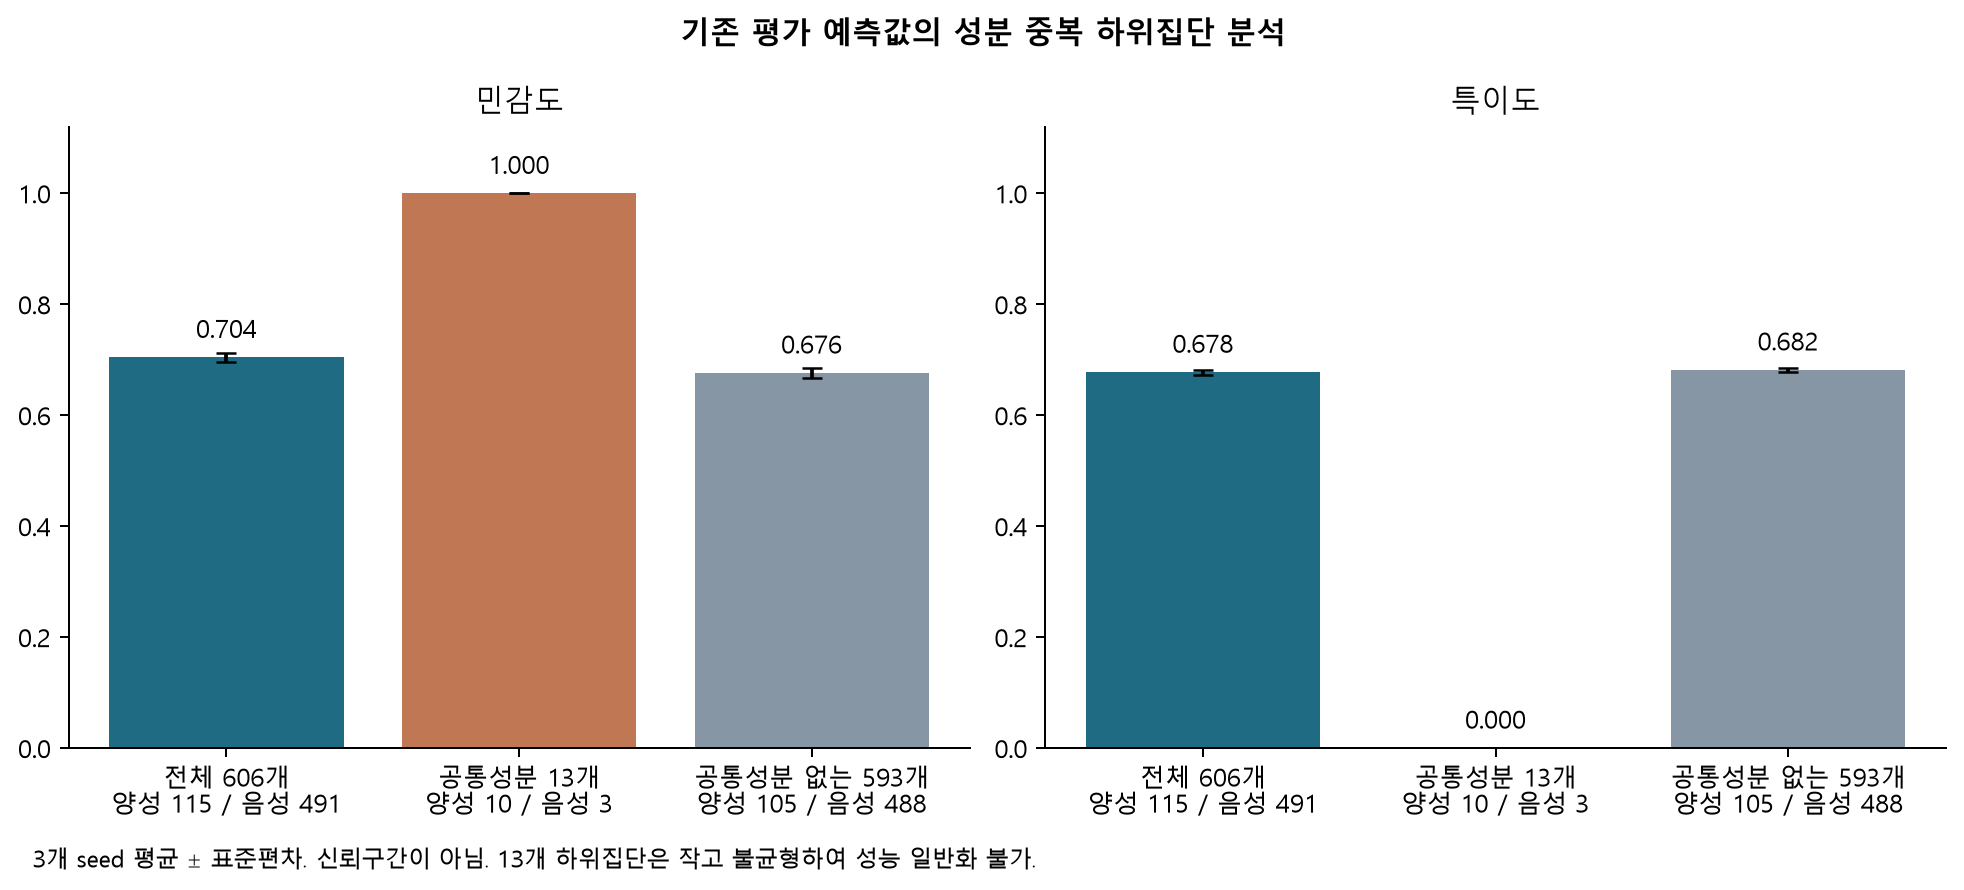 기존 평가 예측값의 성분 중복 하위집단 분석
민감도
1.000
0.704
0.676
1.0
0.8
0.6
0.4
0.2
0.0
전체 606개
양성 115 / 음성 491
공통성분 13개
양성 10 / 음성 3
공통성분 없는 593개
양성 105 / 음성 488
특이도
0.678
0.000
0.682
1.0
0.8
0.6
0.4
0.2
0.0
전체 606개
양성 115 / 음성 491
공통성분 13개
양성 10 / 음성 3
공통성분 없는 593개
양성 105 / 음성 488
3개 seed 평균 ± 표준편차. 신뢰구간이 아님. 13개 하위집단은 작고 불균형하여 성능 일반화 불가.